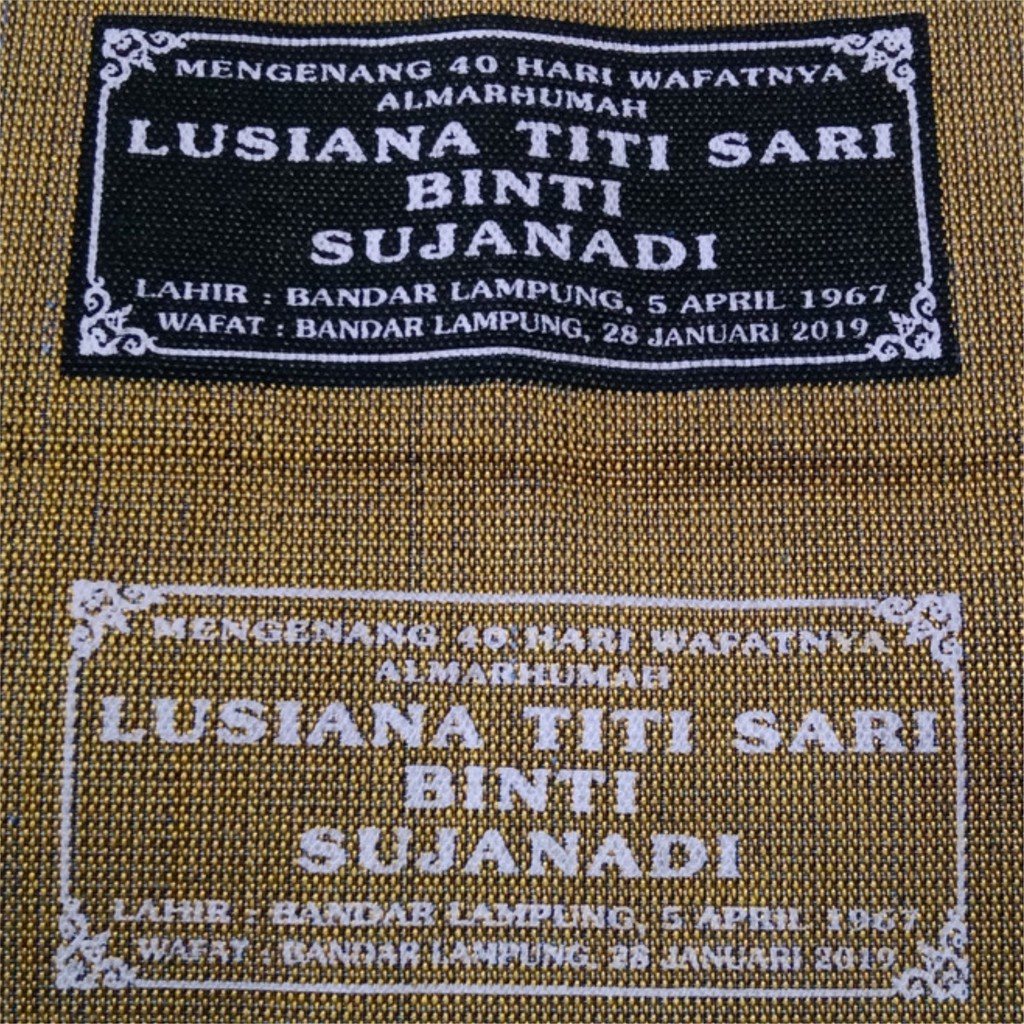 MENGENANG 40 HARI WAFATNYA
ALMARHUMAH
LUSIANA TITI SARI
BINTI
SUJANADI
LAHIR : BANDAR LAMPUNG, 5 APRIL 1967
WAFAT : BANDAR LAMPUNG, 28 JANUARI 2019
MENGENANG 40 HARI WAFATNYA
ALMARHUMAH
LUSIANA TITI SARI
BINTI
SUJANADI
LAHIR : BANDAR LAMPUNG, 5 APRIL 1967
WAFAT : BANDAR LAMPUNG, 28 JANUARI 2019